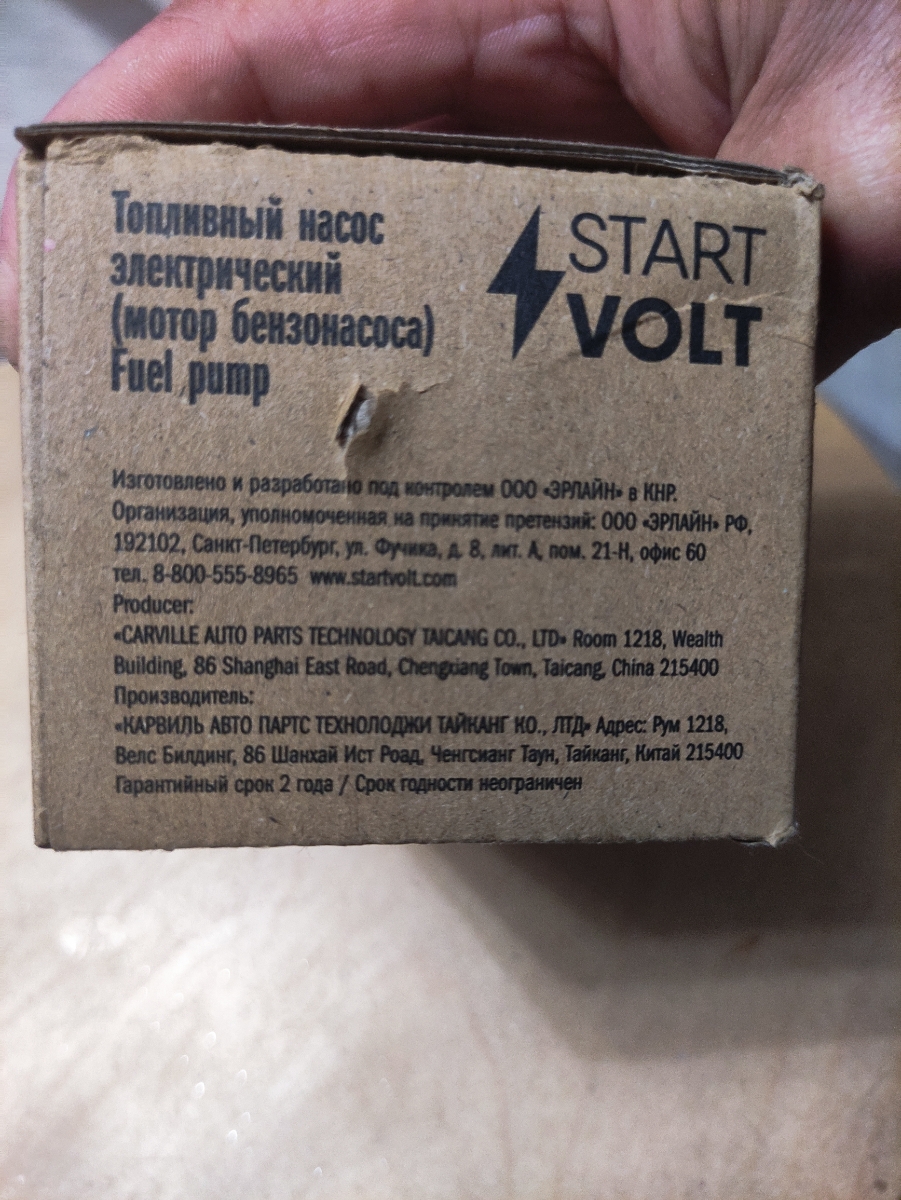 Топливный насос
электрический
(мотор бензонасоса)
Fuel pump
START
VOLT
Изготовлено и разработано под контролем ООО «ЭРЛАЙН» в КНР.
Организация, уполномоченная на принятие претензий: ООО «ЭРЛАЙН» РФ,
192102, Санкт-Петербург, ул. Фучика, д. 8, лит. А, пом. 21-Н, офис 60
тел. 8-800-555-8965 www.startvolt.com
Producer:
«CARVILLE AUTO PARTS TECHNOLOGY TAICANG CO., LTD» Room 1218, Wealth
Building, 86 Shanghai East Road, Chengxiang Town, Taicang, China 215400
Производитель:
«КАРВИЛЬ АВТО ПАРТС ТЕХНОЛОДЖИ ТАЙКАНГ КО., ЛТД» Адрес: Рум 1218,
Велс Билдинг, 86 Шанхай Ист Роад, Ченгсианг Таун, Тайканг, Китай 215400
Гарантийный срок 2 года / Срок годности неограничен